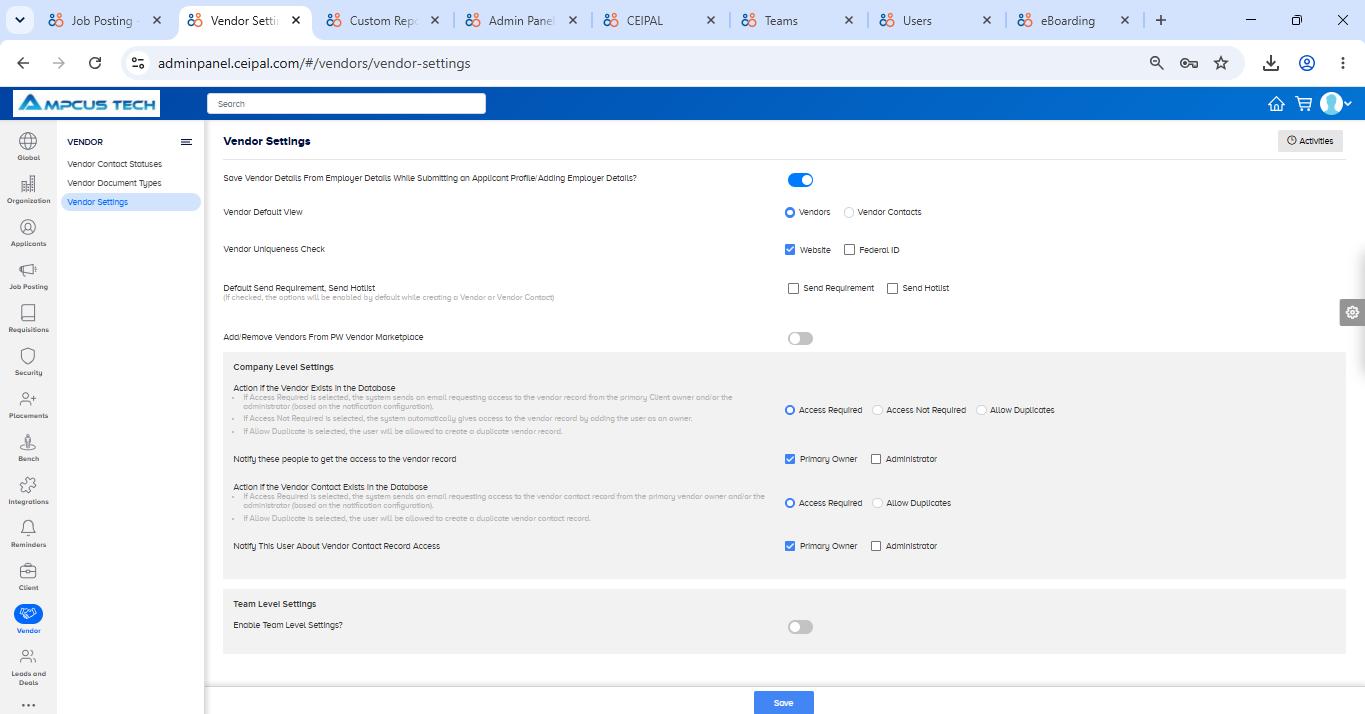 Job Posting -
Vendor Setti
Custom Repo
Admin Panel
CEIPAL
Teams
Users
eBoarding
adminpanel.ceipal.com/#/vendors/vendor-settings
AMPCUS TECH
Search
Global
Organization
Applicants
Job Posting
Requisitions
Security
Placements
Bench
Integrations
Reminders
Client
Vendor
Leads and
Deals
VENDOR
Vendor Contact Statuses
Vendor Document Types
Vendor Settings
Vendor Settings
Activities
Save Vendor Details From Employer Details While Submitting an Applicant Profile/Adding Employer Details?
Vendor Default View
Vendors Vendor Contacts
Vendor Uniqueness Check
Website Federal ID
Default Send Requirement, Send Hotlist
(If checked, the options will be enabled by default while creating a Vendor or Vendor Contact)
Send Requirement Send Hotlist
Add/Remove Vendors From PW Vendor Marketplace
Company Level Settings
Action if the Vendor Exists in the Database
• If Access Required is selected, the system sends an email requesting access to the vendor record from the primary Client owner and/or the
administrator (based on the notification configuration).
• If Access Not Required is selected, the system automatically gives access to the vendor record by adding the user as an owner.
• If Allow Duplicate is selected, the user will be allowed to create a duplicate vendor record.
Access Required Access Not Required Allow Duplicates
Notify these people to get the access to the vendor record
Primary Owner Administrator
Action if the Vendor Contact Exists in the Database
• If Access Required is selected, the system sends an email requesting access to the vendor contact record from the primary vendor owner and/or the
administrator (based on the notification configuration).
• If Allow Duplicate is selected, the user will be allowed to create a duplicate vendor contact record.
Access Required Allow Duplicates
Notify This User About Vendor Contact Record Access
Primary Owner Administrator
Team Level Settings
Enable Team Level Settings?
Save